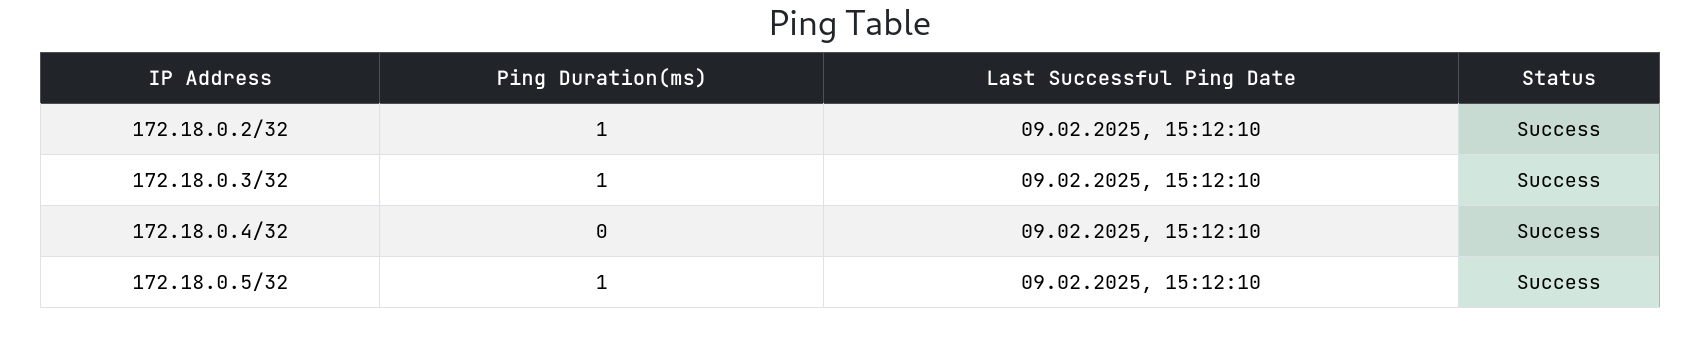 Ping Table
IP Address Ping Duration(ms) Last Successful Ping Date Status
172.18.0.2/32 1 09.02.2025, 15:12:10 Success
172.18.0.3/32 1 09.02.2025, 15:12:10 Success
172.18.0.4/32 0 09.02.2025, 15:12:10 Success
172.18.0.5/32 1 09.02.2025, 15:12:10 Success